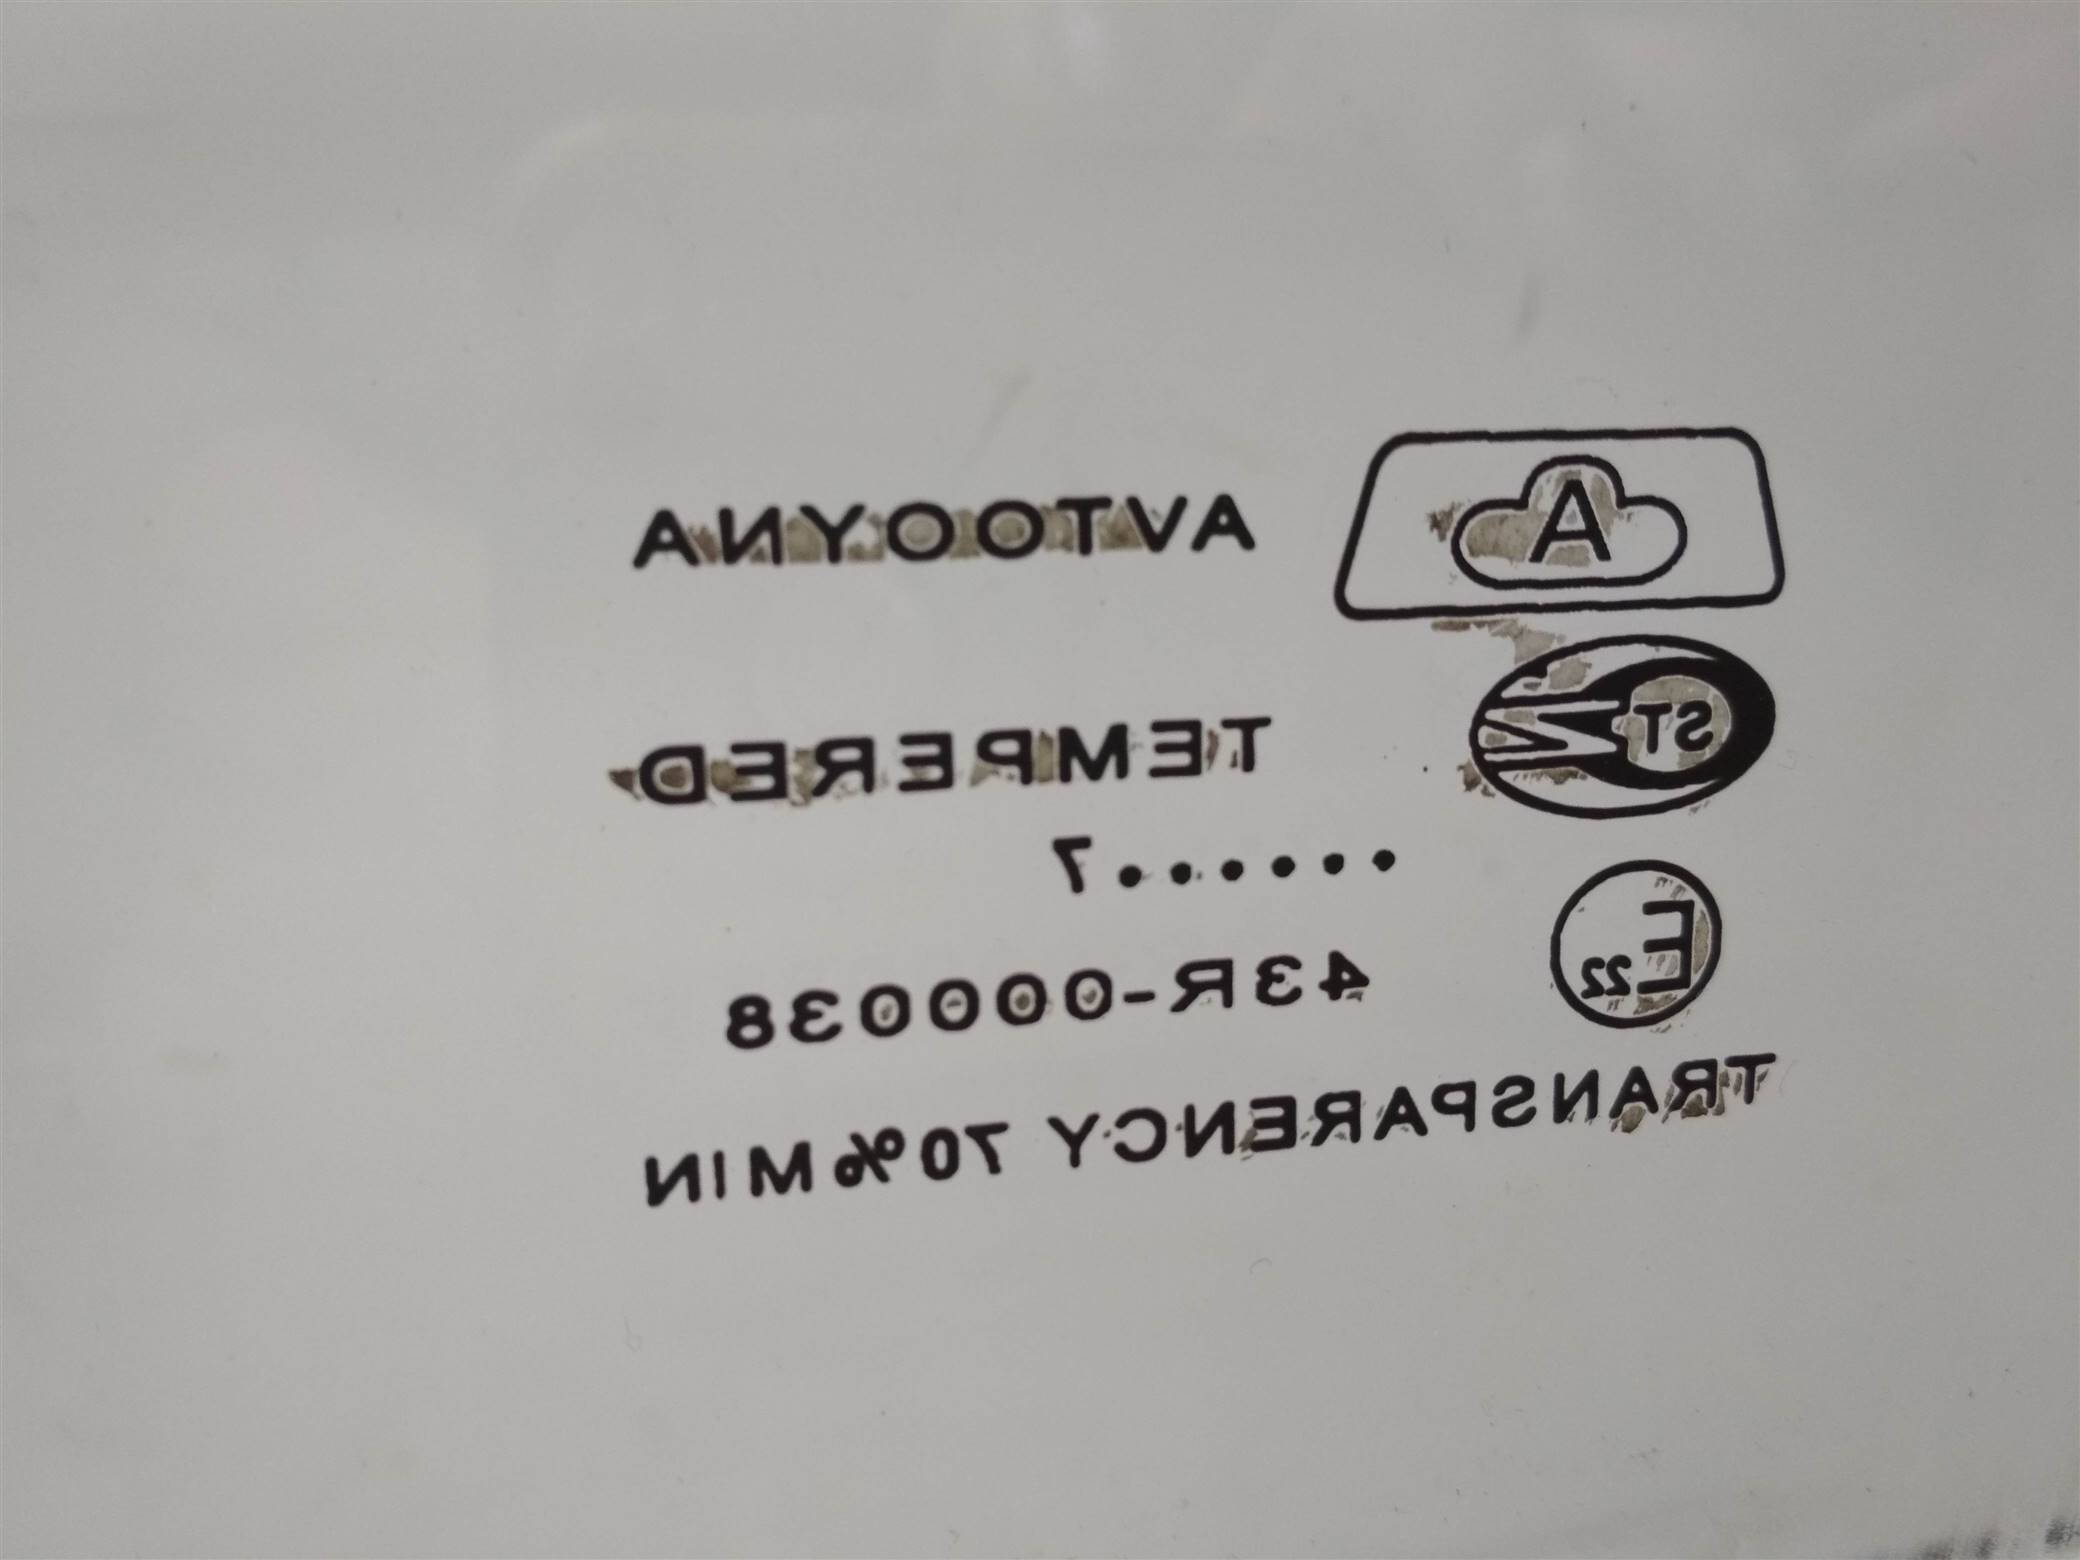 A AVTOOYNA
ST TEMPERED
••••••7
E22 43R-000038
TRANSPARENCY 70%MIN